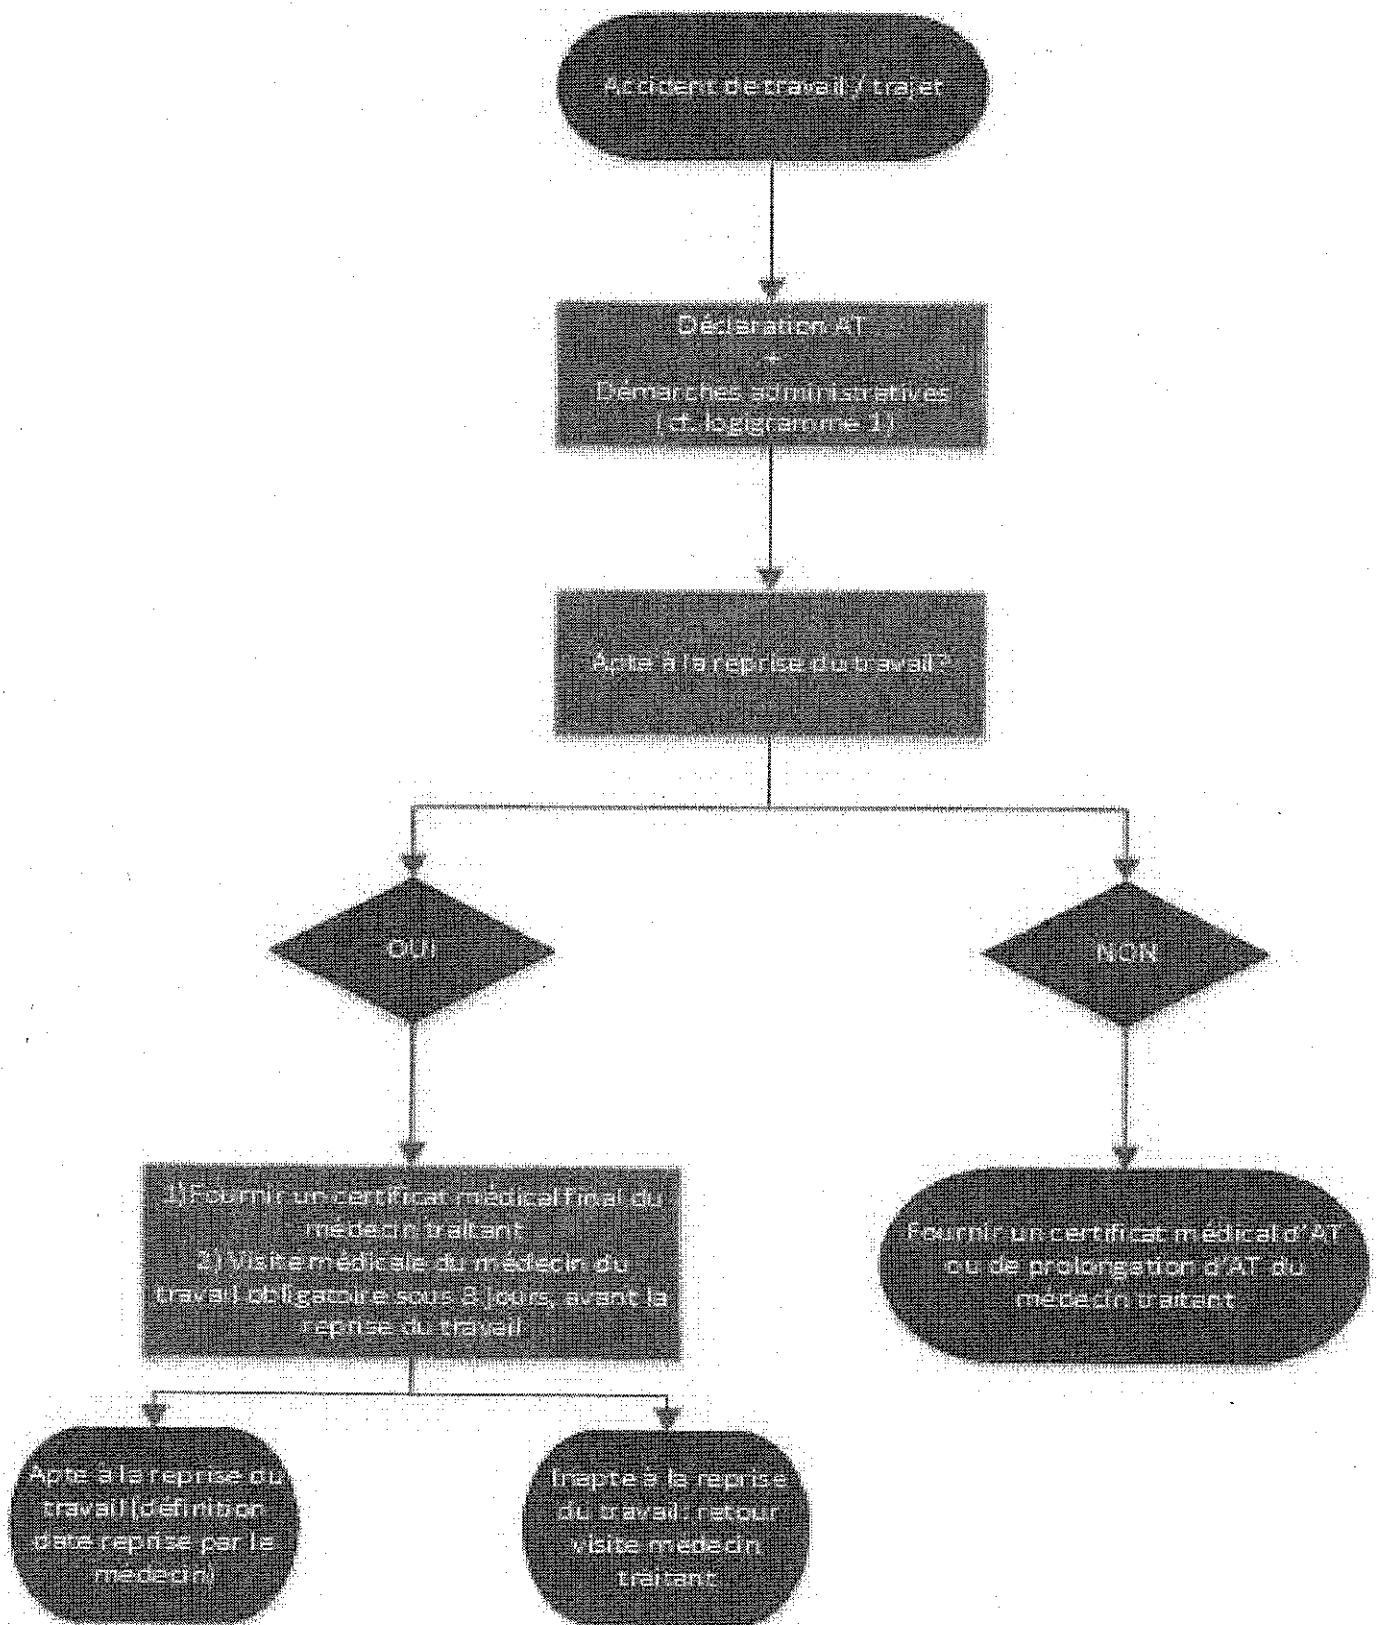 Accident de travail / trajet
Déclaration AT
+
Démarches administratives
(cf. logigramme 1)
Apte à la reprise du travail?
OUI
NON
1)Fournir un certificat médical final du
médecin traitant
2) Visite médicale du médecin du
travail obligatoire sous 8 jours, avant la
reprise du travail
Fournir un certificat médical d'AT
ou de prolongation d'AT du
médecin traitant
Apte à la reprise du
travail (définition
date reprise par le
médecin)
Inapte à la reprise
du travail: retour
visite médecin
traitant